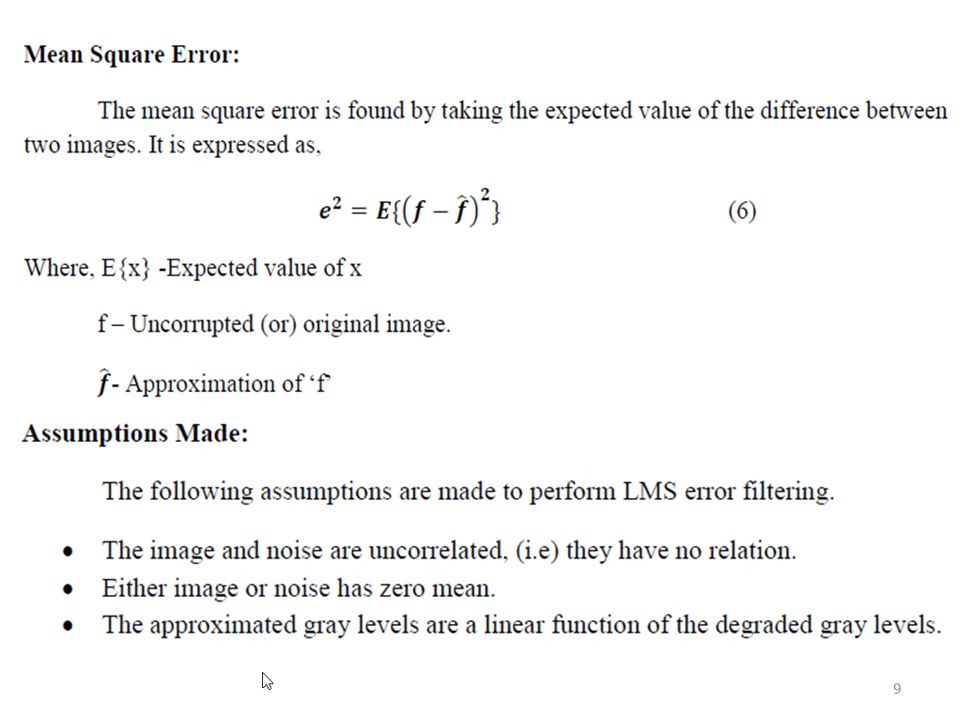 Mean Square Error:
The mean square error is found by taking the expected value of the difference between
two images. It is expressed as,
e² = E{(f − f̂)²} (6)
Where, E{x} -Expected value of x
f – Uncorrupted (or) original image.
f̂- Approximation of ‘f’
Assumptions Made:
The following assumptions are made to perform LMS error filtering.
• The image and noise are uncorrelated, (i.e) they have no relation.
• Either image or noise has zero mean.
• The approximated gray levels are a linear function of the degraded gray levels.
9